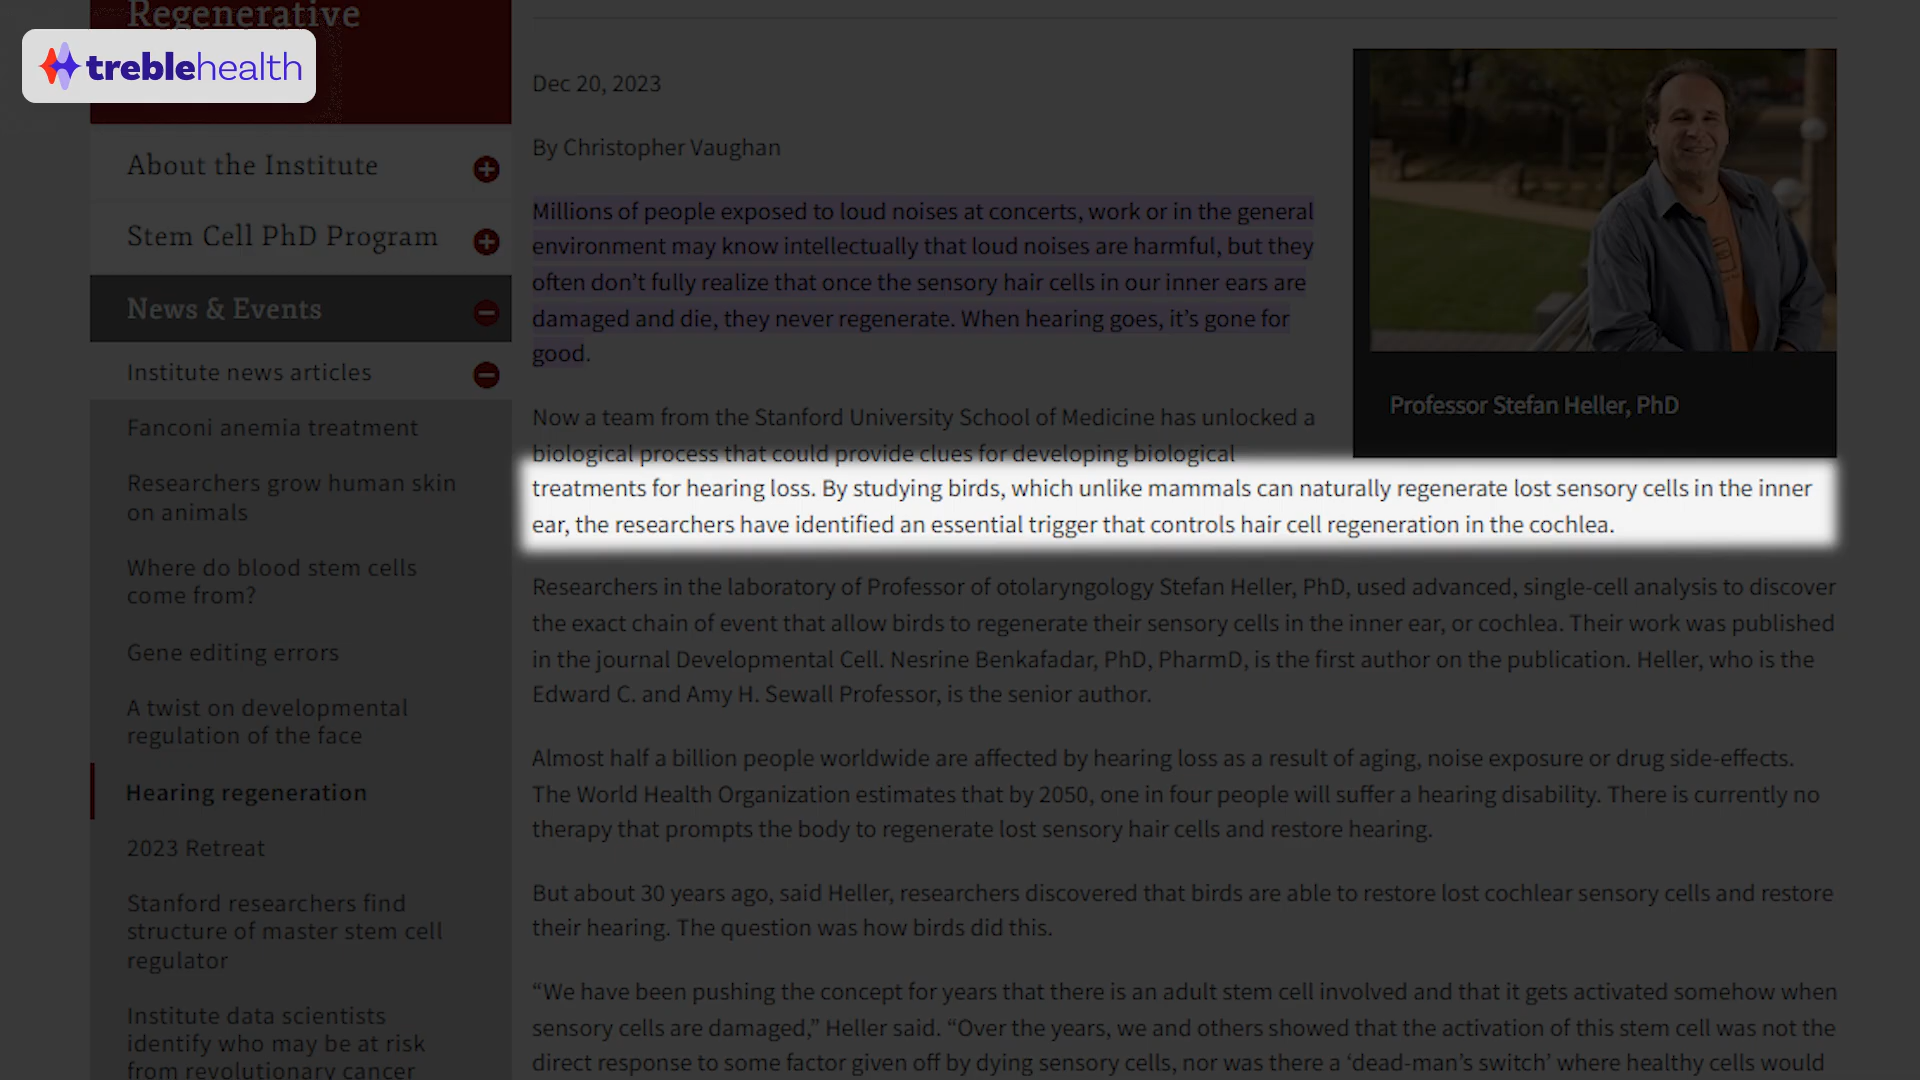 Regenerative
treblehealth
About the Institute
Stem Cell PhD Program
News & Events
Institute news articles
Fanconi anemia treatment
Researchers grow human skin
on animals
Where do blood stem cells
come from?
Gene editing errors
A twist on developmental
regulation of the face
Hearing regeneration
2023 Retreat
Stanford researchers find
structure of master stem cell
regulator
Institute data scientists
identify who may be at risk
from revolutionary cancer
Dec 20, 2023
By Christopher Vaughan
Millions of people exposed to loud noises at concerts, work or in the general
environment may know intellectually that loud noises are harmful, but they
often don’t fully realize that once the sensory hair cells in our inner ears are
damaged and die, they never regenerate. When hearing goes, it’s gone for
good.
Professor Stefan Heller, PhD
Now a team from the Stanford University School of Medicine has unlocked a
biological process that could provide clues for developing biological
treatments for hearing loss. By studying birds, which unlike mammals can naturally regenerate lost sensory cells in the inner
ear, the researchers have identified an essential trigger that controls hair cell regeneration in the cochlea.
Researchers in the laboratory of Professor of otolaryngology Stefan Heller, PhD, used advanced, single-cell analysis to discover
the exact chain of event that allow birds to regenerate their sensory cells in the inner ear, or cochlea. Their work was published
in the journal Developmental Cell. Nesrine Benkafadar, PhD, PharmD, is the first author on the publication. Heller, who is the
Edward C. and Amy H. Sewall Professor, is the senior author.
Almost half a billion people worldwide are affected by hearing loss as a result of aging, noise exposure or drug side-effects.
The World Health Organization estimates that by 2050, one in four people will suffer a hearing disability. There is currently no
therapy that prompts the body to regenerate lost sensory hair cells and restore hearing.
But about 30 years ago, said Heller, researchers discovered that birds are able to restore lost cochlear sensory cells and restore
their hearing. The question was how birds did this.
“We have been pushing the concept for years that there is an adult stem cell involved and that it gets activated somehow when
sensory cells are damaged,” Heller said. “Over the years, we and others showed that the activation of this stem cell was not the
direct response to some factor given off by dying sensory cells, nor was there a ‘dead-man’s switch’ where healthy cells would